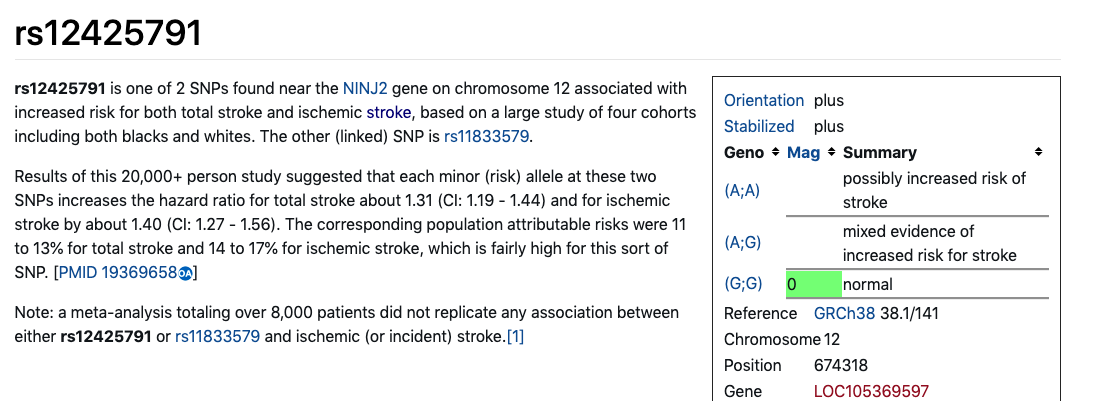 rs12425791
rs12425791 is one of 2 SNPs found near the NINJ2 gene on chromosome 12 associated with
increased risk for both total stroke and ischemic stroke, based on a large study of four cohorts
including both blacks and whites. The other (linked) SNP is rs11833579.
Results of this 20,000+ person study suggested that each minor (risk) allele at these two
SNPs increases the hazard ratio for total stroke about 1.31 (CI: 1.19 - 1.44) and for ischemic
stroke by about 1.40 (CI: 1.27 - 1.56). The corresponding population attributable risks were 11
to 13% for total stroke and 14 to 17% for ischemic stroke, which is fairly high for this sort of
SNP. [PMID 19369658OA]
Note: a meta-analysis totaling over 8,000 patients did not replicate any association between
either rs12425791 or rs11833579 and ischemic (or incident) stroke.[1]
Orientation plus
Stabilized plus
Geno Mag Summary
(A;A) possibly increased risk of
stroke
(A;G) mixed evidence of
increased risk for stroke
(G;G) 0 normal
Reference GRCh38 38.1/141
Chromosome 12
Position 674318
Gene LOC105369597